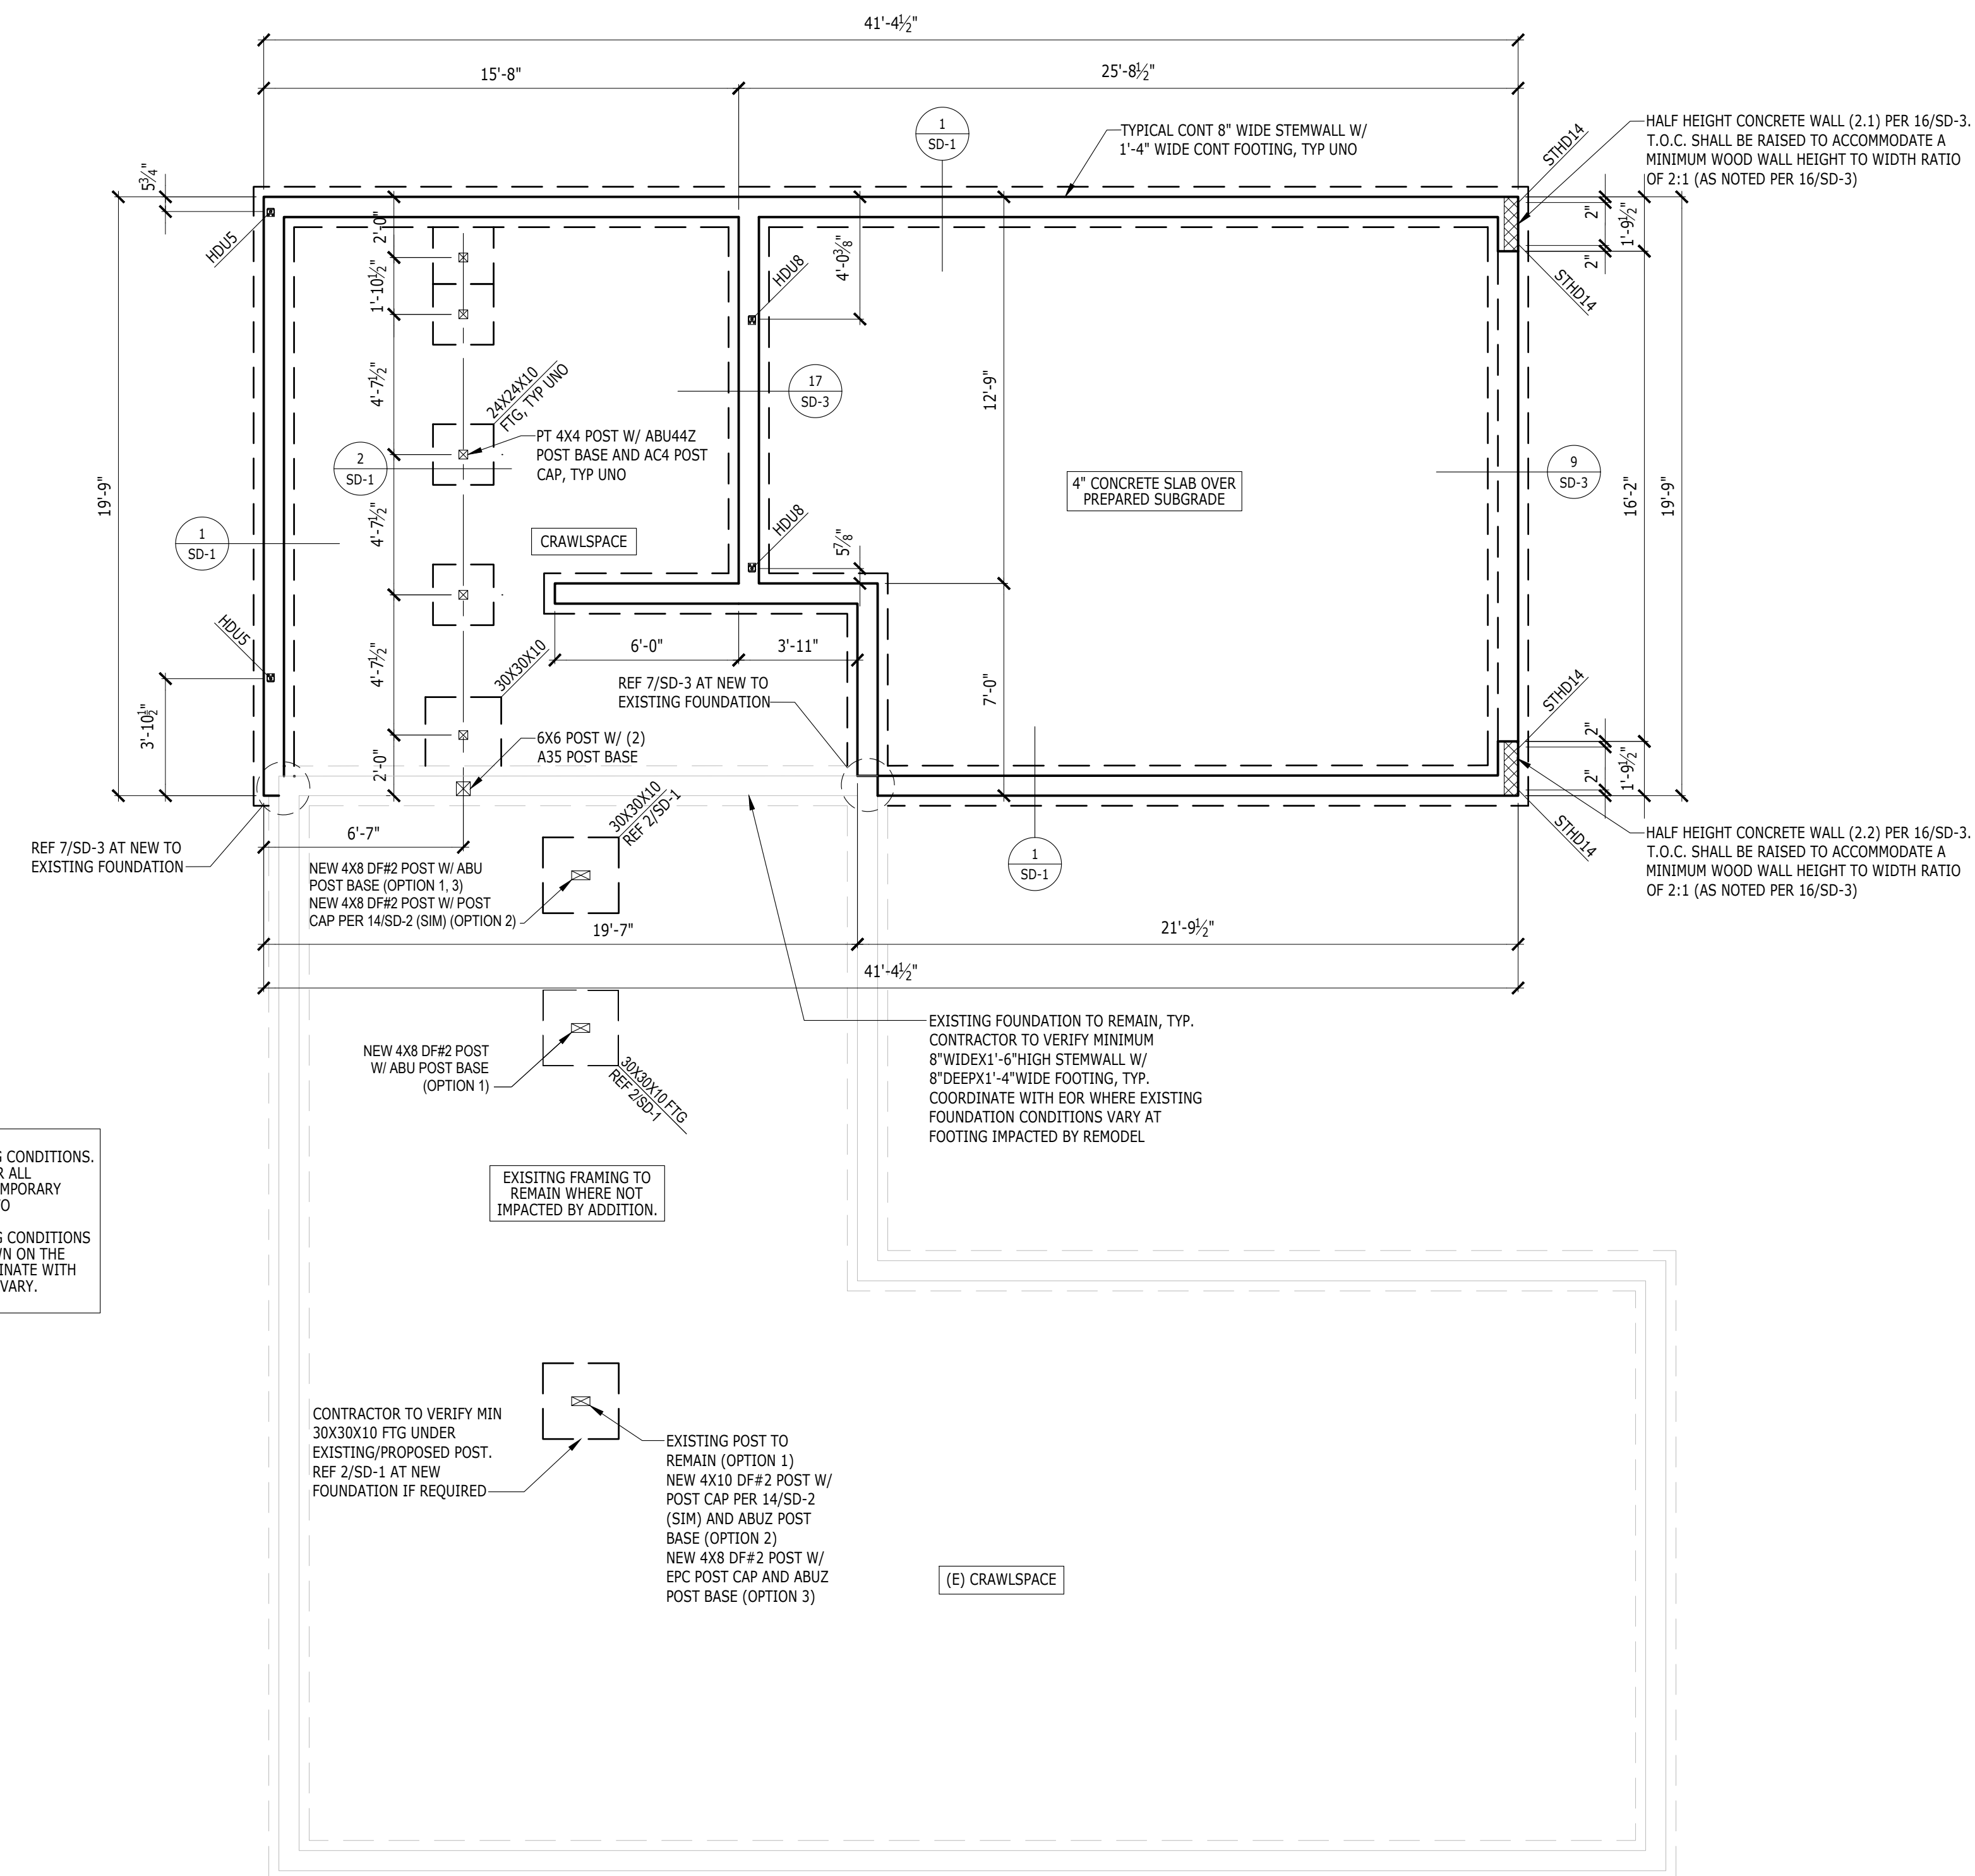 41'-4½"
15'-8"
25'-8½"
1
SD-1
TYPICAL CONT 8" WIDE STEMWALL W/
1'-4" WIDE CONT FOOTING, TYP UNO
STHD14
HALF HEIGHT CONCRETE WALL (2.1) PER 16/SD-3.
T.O.C. SHALL BE RAISED TO ACCOMMODATE A
MINIMUM WOOD WALL HEIGHT TO WIDTH RATIO
OF 2:1 (AS NOTED PER 16/SD-3)
5¾"
HDU5
2'-0"
1'-10½"
4'-7½"
4'-7½"
4'-7½"
2'-0"
HDU8
4'-0⅜"
2"
1'-9½"
2"
STHD14
19'-9"
24X24X10
FTG, TYP UNO
17
SD-3
12'-9"
PT 4X4 POST W/ ABU44Z
POST BASE AND AC4 POST
CAP, TYP UNO
2
SD-1
4" CONCRETE SLAB OVER
PREPARED SUBGRADE
9
SD-3
16'-2"
19'-9"
1
SD-1
CRAWLSPACE
HDU8
5⅞"
HDU5
3'-10½"
6'-0"
3'-11"
30X30X10
REF 7/SD-3 AT NEW TO
EXISTING FOUNDATION
7'-0"
6X6 POST W/ (2)
A35 POST BASE
STHD14
2"
1'-9½"
2"
STHD14
REF 7/SD-3 AT NEW TO
EXISTING FOUNDATION
6'-7"
30X30X10
REF 2/SD-1
1
SD-1
HALF HEIGHT CONCRETE WALL (2.2) PER 16/SD-3.
T.O.C. SHALL BE RAISED TO ACCOMMODATE A
MINIMUM WOOD WALL HEIGHT TO WIDTH RATIO
OF 2:1 (AS NOTED PER 16/SD-3)
NEW 4X8 DF#2 POST W/ ABU
POST BASE (OPTION 1, 3)
NEW 4X8 DF#2 POST W/ POST
CAP PER 14/SD-2 (SIM) (OPTION 2)
19'-7"
21'-9½"
41'-4½"
NEW 4X8 DF#2 POST
W/ ABU POST BASE
(OPTION 1)
30X30X10 FTG
REF 2/SD-1
EXISTING FOUNDATION TO REMAIN, TYP.
CONTRACTOR TO VERIFY MINIMUM
8"WIDEX1'-6"HIGH STEMWALL W/
8"DEEPX1'-4"WIDE FOOTING, TYP.
COORDINATE WITH EOR WHERE EXISTING
FOUNDATION CONDITIONS VARY AT
FOOTING IMPACTED BY REMODEL
CONDITIONS.
ALL
CONDITIONS
ON THE
WITH
VARY.
EXISITNG FRAMING TO
REMAIN WHERE NOT
IMPACTED BY ADDITION.
CONTRACTOR TO VERIFY MIN
30X30X10 FTG UNDER
EXISTING/PROPOSED POST.
REF 2/SD-1 AT NEW
FOUNDATION IF REQUIRED
EXISTING POST TO
REMAIN (OPTION 1)
NEW 4X10 DF#2 POST W/
POST CAP PER 14/SD-2
(SIM) AND ABUZ POST
BASE (OPTION 2)
NEW 4X8 DF#2 POST W/
EPC POST CAP AND ABUZ
POST BASE (OPTION 3)
(E) CRAWLSPACE